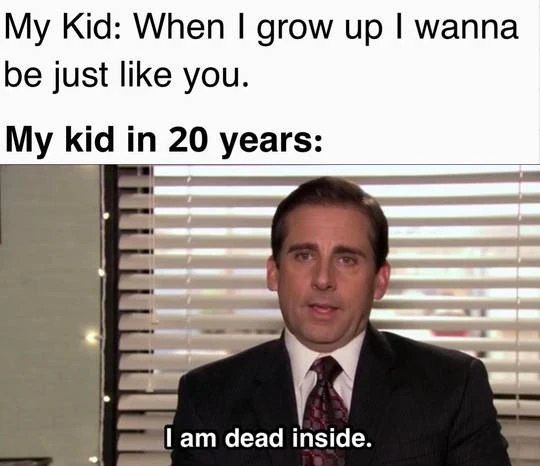 My Kid: When I grow up I wanna
be just like you.
My kid in 20 years:
I am dead inside.